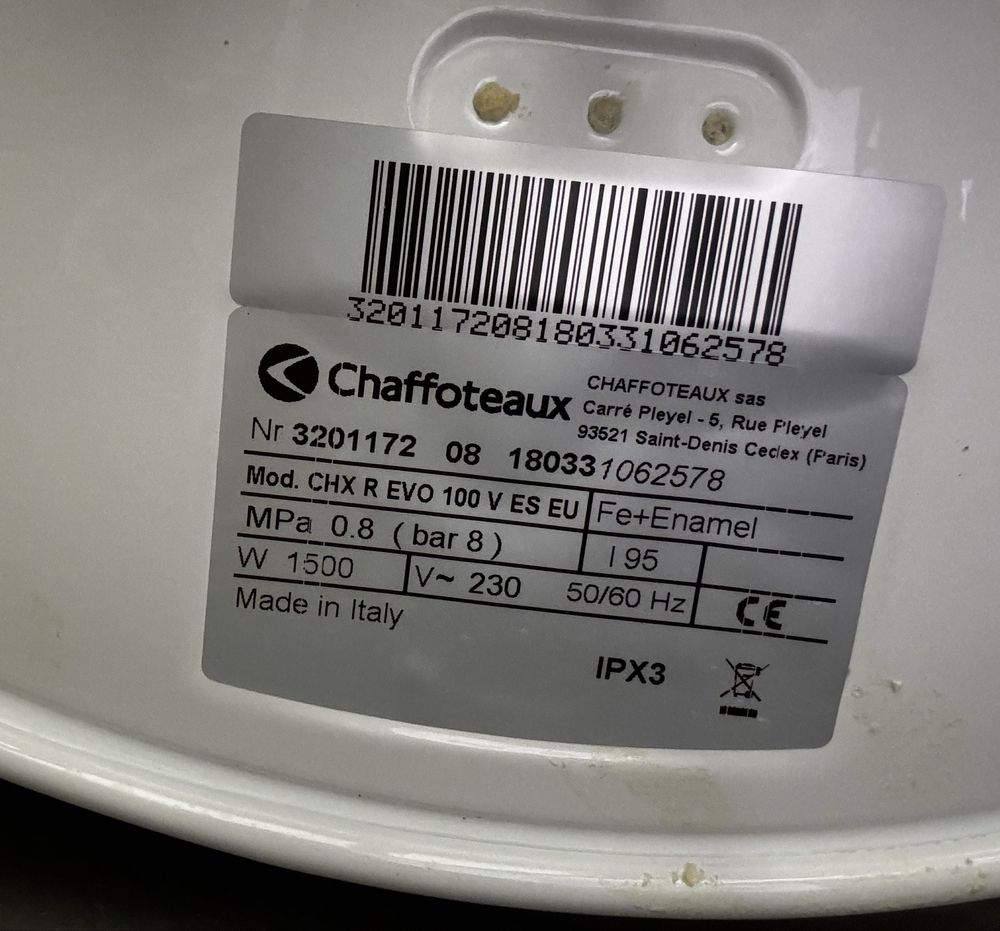 3201172081803​31062578
Chaffoteaux
CHAFFOTEAUX sas
Carré Pleyel - 5, Rue Pleyel
93521 Saint-Denis Cedex (Paris)
Nr 3201172 08 180331062578
Mod. CHX R EVO 100 V ES EU
Fe+Enamel
MPa 0.8 ( bar 8 )
I 95
W 1500
V~ 230 50/60 Hz
CE
Made in Italy
IPX3